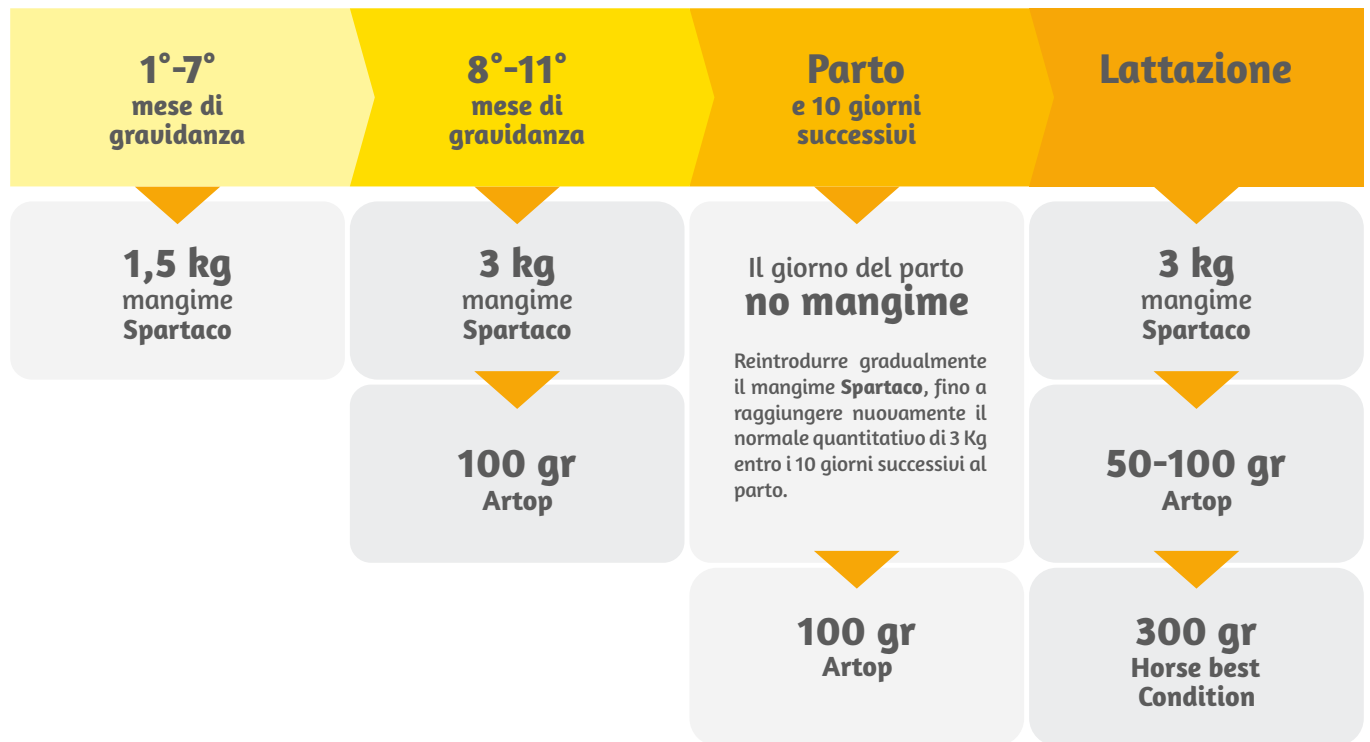 1°-7°
mese di
gravidanza
8°-11°
mese di
gravidanza
Parto
e 10 giorni
successivi
Lattazione
1,5 kg
mangime
Spartaco
3 kg
mangime
Spartaco
Il giorno del parto
no mangime
Reintrodurre gradualmente
il mangime Spartaco, fino a
raggiungere nuovamente il
normale quantitativo di 3 Kg
entro i 10 giorni successivi al
parto.
3 kg
mangime
Spartaco
100 gr
Artop
50-100 gr
Artop
100 gr
Artop
300 gr
Horse best
Condition